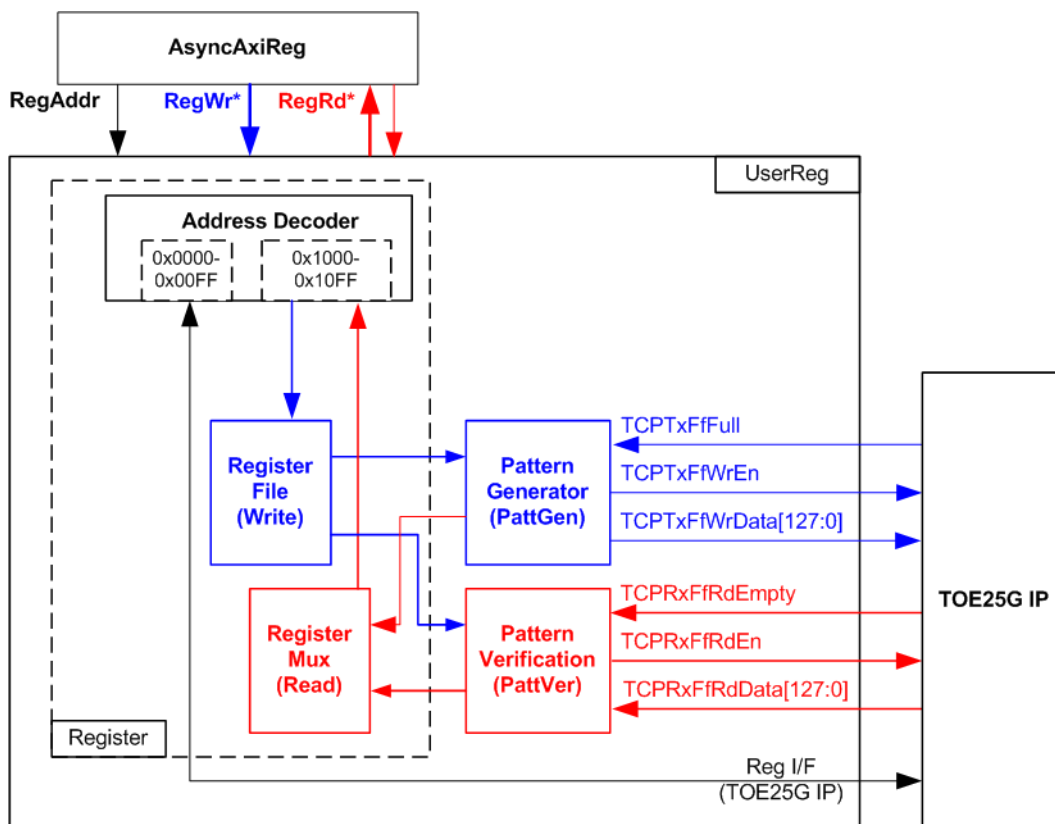 AsyncAxiReg
RegAddr
RegWr*
RegRd*
UserReg
Address Decoder
0x0000-
0x00FF
0x1000-
0x10FF
Register
File
(Write)
Pattern
Generator
(PattGen)
TCPTxFfFull
TCPTxFfWrEn
TCPTxFfWrData[127:0]
Register
Mux
(Read)
Pattern
Verification
(PattVer)
TCPRxFfRdEmpty
TCPRxFfRdEn
TCPRxFfRdData[127:0]
TOE25G IP
Register
Reg I/F
(TOE25G IP)